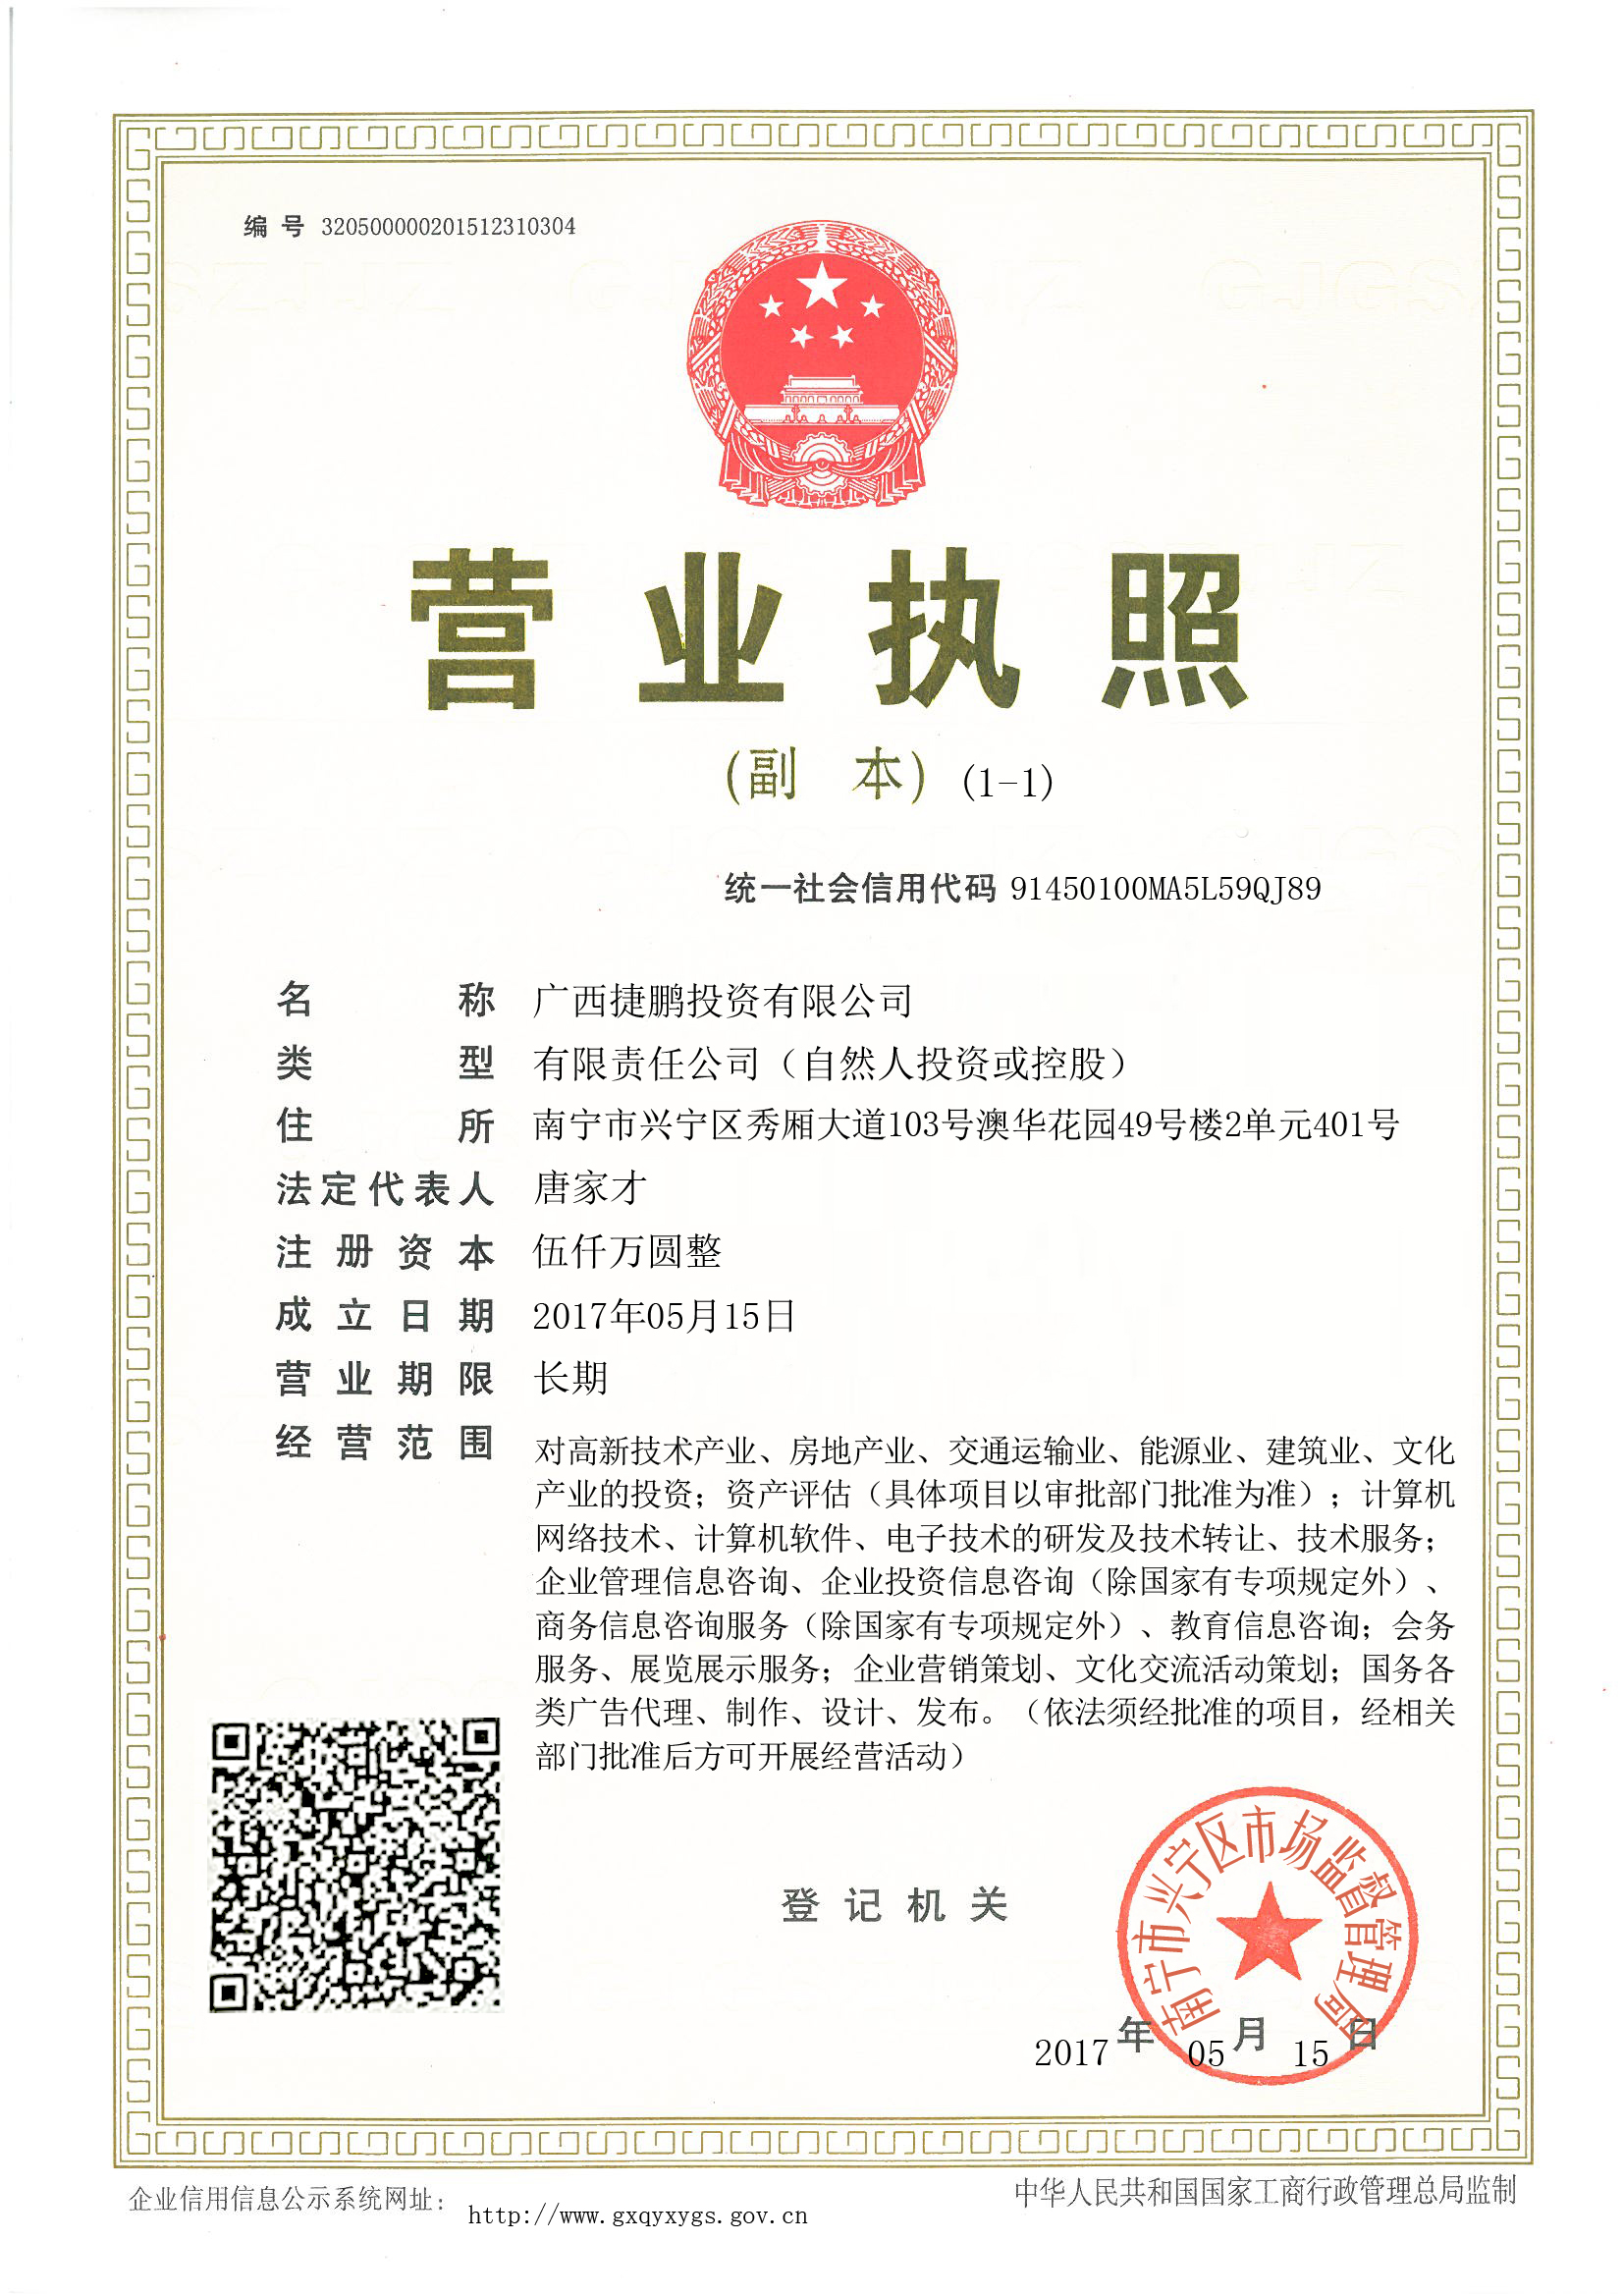 编号 320500000201512310304
营业执照
(副 本) (1-1)
统一社会信用代码 91450100MA5L59QJ89
名称 广西捷鹏投资有限公司
类型 有限责任公司（自然人投资或控股）
住所 南宁市兴宁区秀厢大道103号澳华花园49号楼2单元401号
法定代表人 唐家才
注册资本 伍仟万圆整
成立日期 2017年05月15日
营业期限 长期
经营范围 对高新技术产业、房地产业、交通运输业、能源业、建筑业、文化
产业的投资；资产评估（具体项目以审批部门批准为准）；计算机
网络技术、计算机软件、电子技术的研发及技术转让、技术服务；
企业管理信息咨询、企业投资信息咨询（除国家有专项规定外）、
商务信息咨询服务（除国家有专项规定外）、教育信息咨询；会务
服务、展览展示服务；企业营销策划、文化交流活动策划；国务各
类广告代理、制作、设计、发布。（依法须经批准的项目，经相关
部门批准后方可开展经营活动）
登记机关
南宁市兴宁区市场监督管理局
2017年05月15日
企业信用信息公示系统网址： http://www.gxqyxygs.gov.cn
中华人民共和国国家工商行政管理总局监制